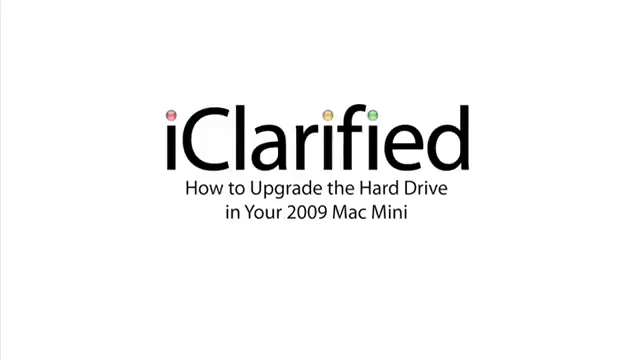 iClarified
How to Upgrade the Hard Drive
in Your 2009 Mac Mini